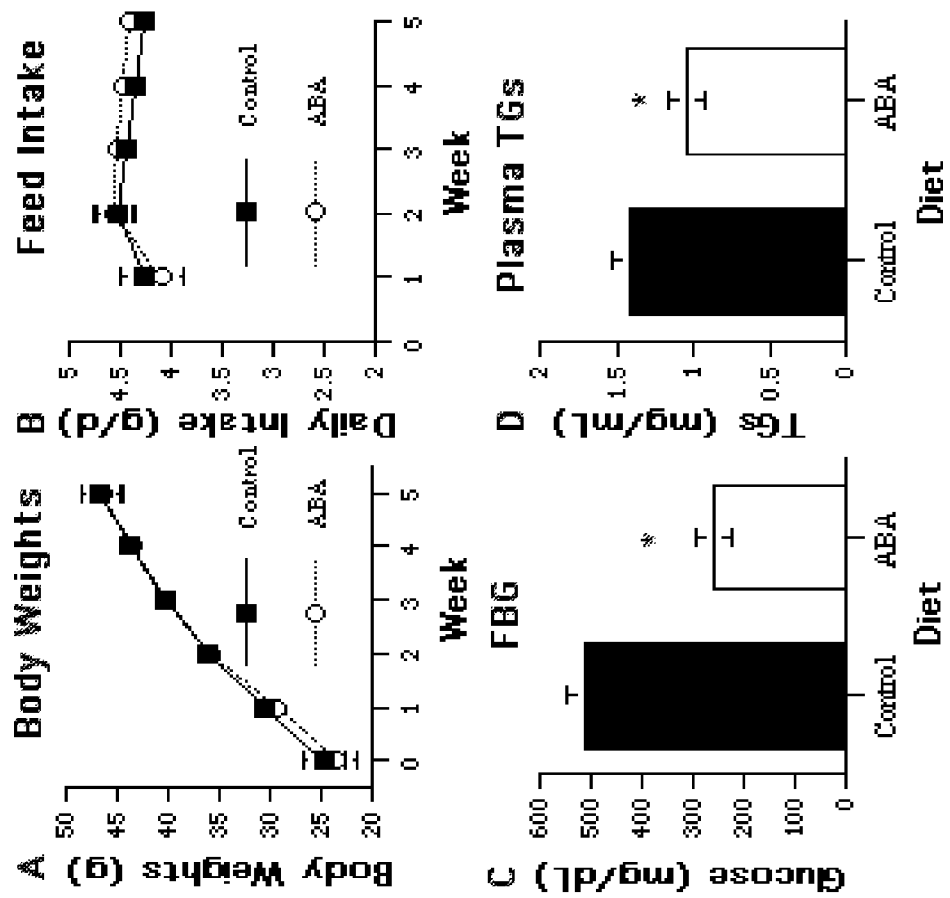 A Body Weights
Body Weights (g)
50
45
40
35
30
25
20
0 1 2 3 4 5
Week
Control
ABA
B Feed Intake
Daily Intake (g/d)
5
4.5
4
3.5
3
2.5
2
0 1 2 3 4 5
Week
Control
ABA
C FBG
Glucose (mg/dL)
600
500
400
300
200
100
0
*
Control ABA
Diet
D Plasma TGs
TGs (mg/mL)
2
1.5
1
0.5
0
*
Control ABA
Diet